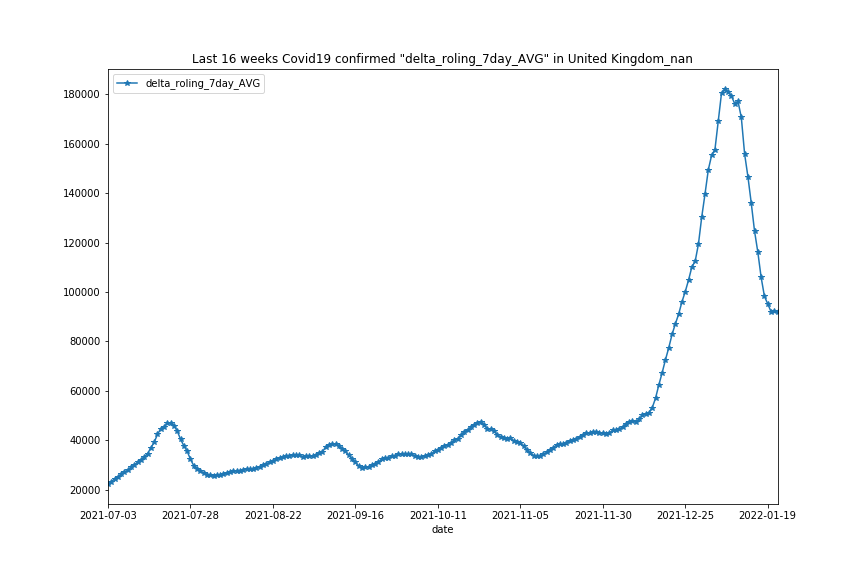 Last 16 weeks Covid19 confirmed "delta_roling_7day_AVG" in United Kingdom_nan
delta_roling_7day_AVG
180000
160000
140000
120000
100000
80000
60000
40000
20000
2021-07-03 2021-07-28 2021-08-22 2021-09-16 2021-10-11 2021-11-05 2021-11-30 2021-12-25 2022-01-19
date